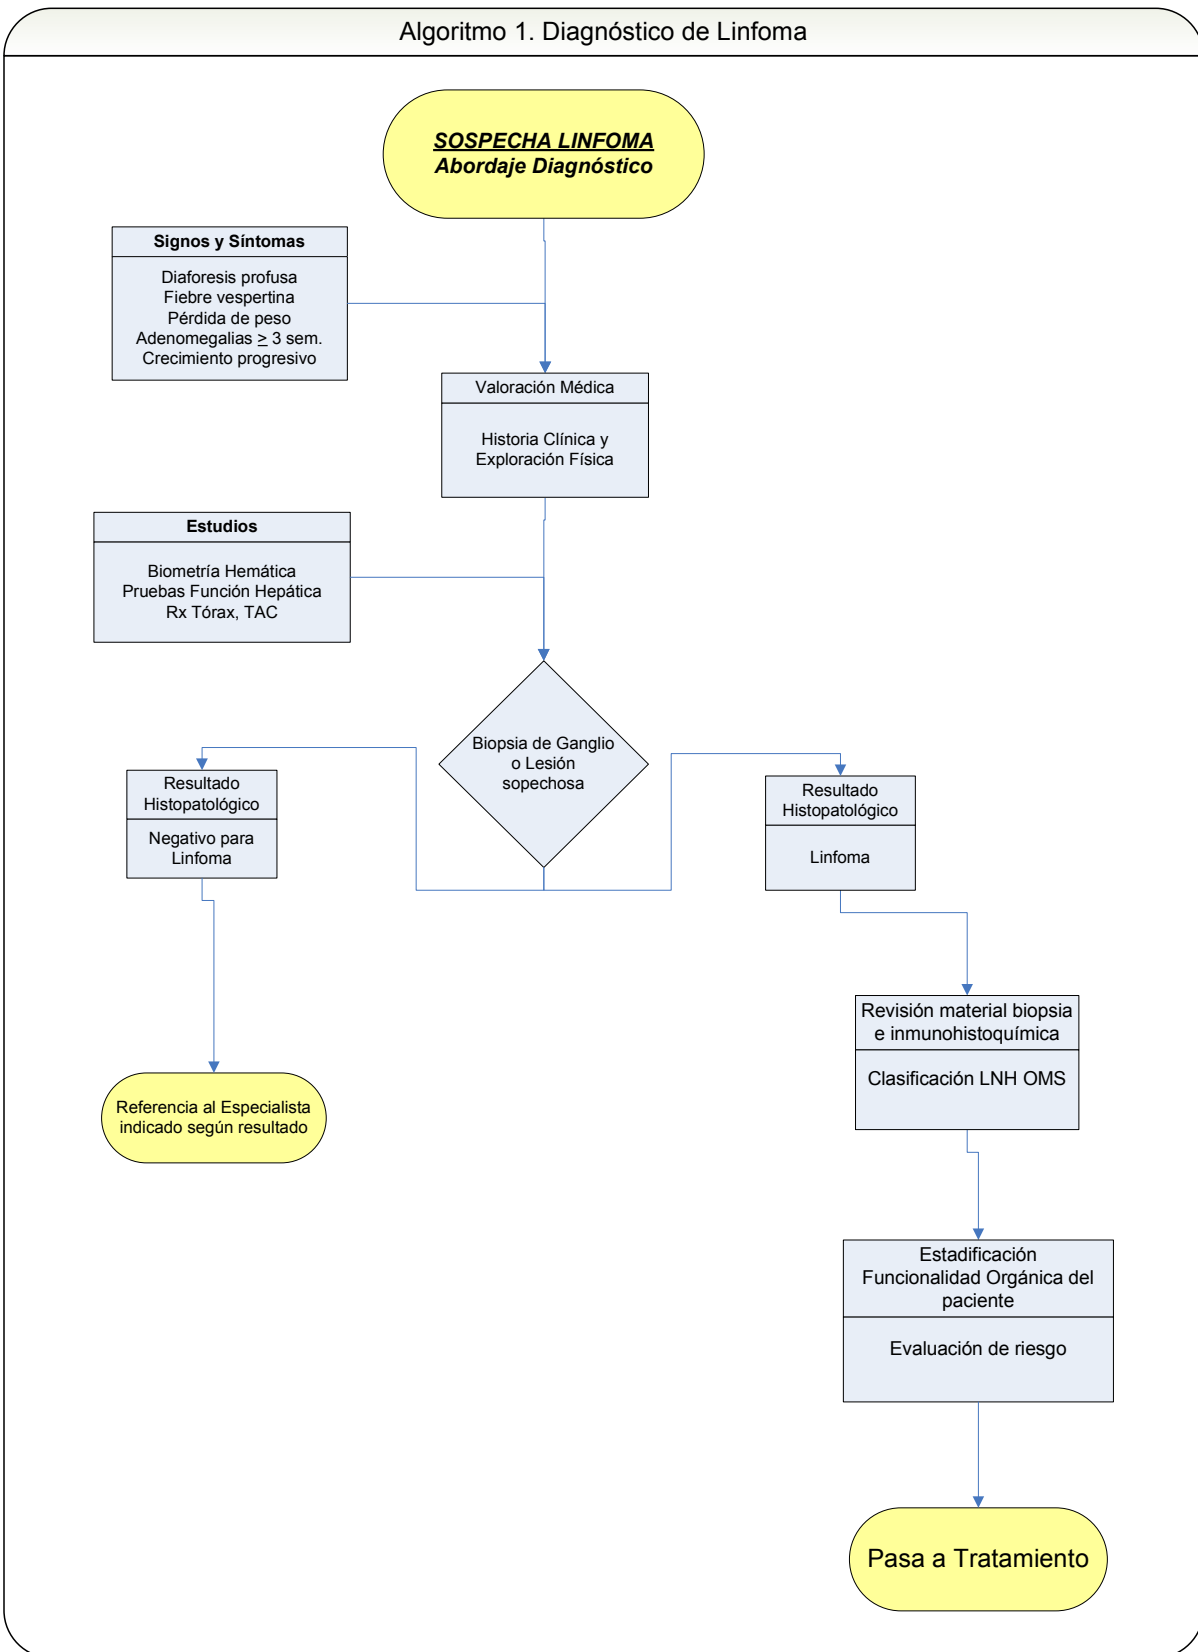 Algoritmo 1. Diagnóstico de Linfoma
SOSPECHA LINFOMA
Abordaje Diagnóstico
Signos y Síntomas
Diaforesis profusa
Fiebre vespertina
Pérdida de peso
Adenomegalias ≥ 3 sem.
Crecimiento progresivo
Valoración Médica
Historia Clínica y
Exploración Física
Estudios
Biometría Hemática
Pruebas Función Hepática
Rx Tórax, TAC
Biopsia de Ganglio
o Lesión
sopechosa
Resultado
Histopatológico
Negativo para
Linfoma
Resultado
Histopatológico
Linfoma
Revisión material biopsia
e inmunohistoquímica
Clasificación LNH OMS
Referencia al Especialista
indicado según resultado
Estadificación
Funcionalidad Orgánica del
paciente
Evaluación de riesgo
Pasa a Tratamiento